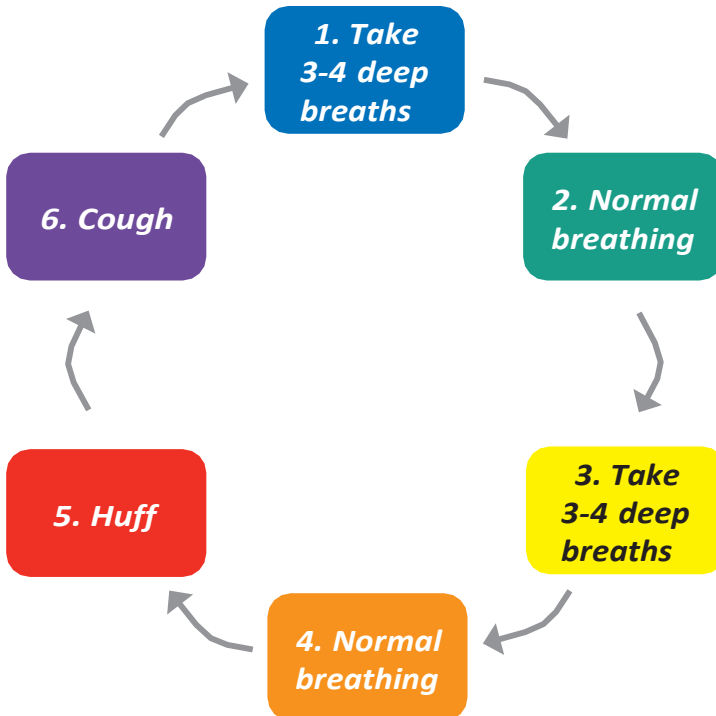 1. Take
3-4 deep
breaths
2. Normal
breathing
3. Take
3-4 deep
breaths
4. Normal
breathing
5. Huff
6. Cough